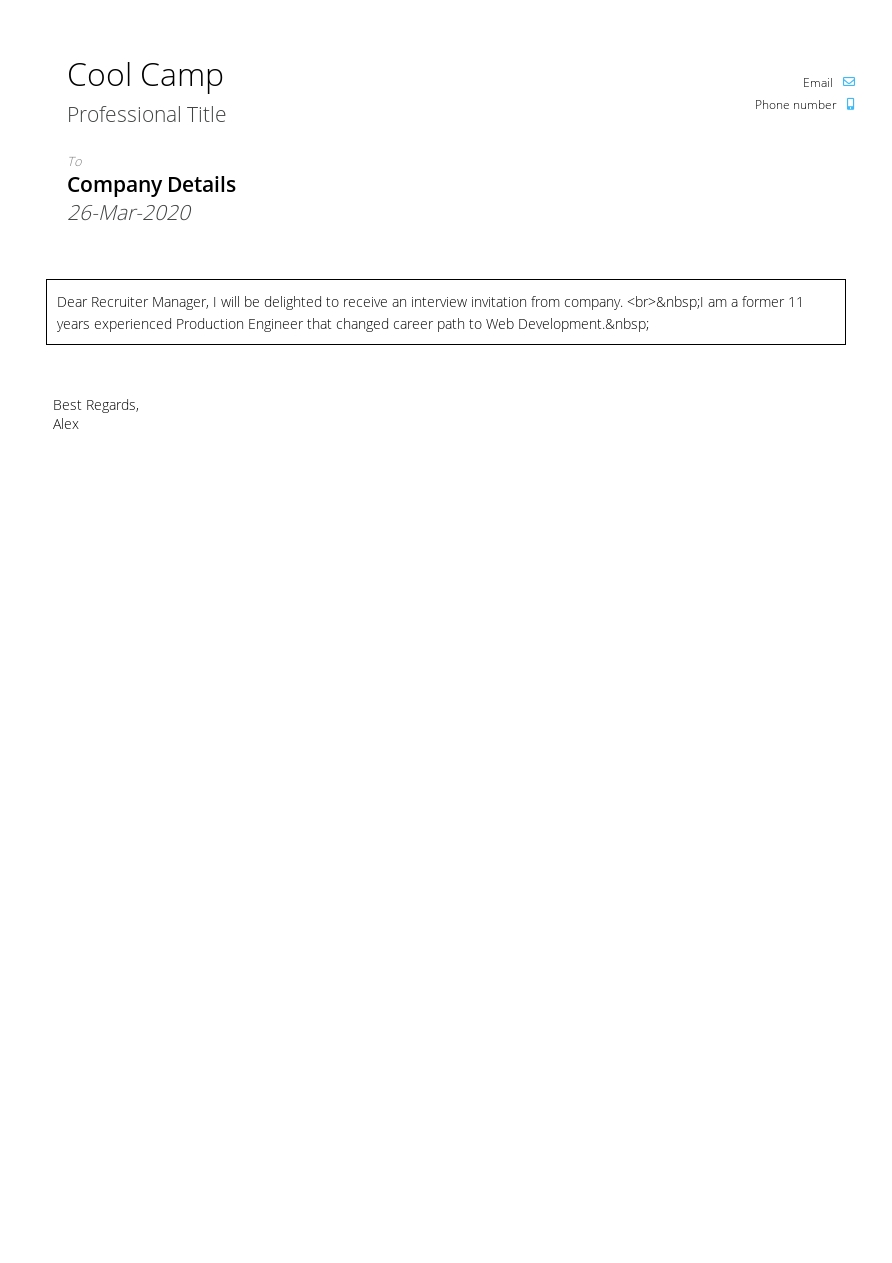 Cool Camp
Professional Title
Email
Phone number
To
Company Details
26-Mar-2020
Dear Recruiter Manager, I will be delighted to receive an interview invitation from company. <br>&nbsp;I am a former 11
years experienced Production Engineer that changed career path to Web Development.&nbsp;
Best Regards,
Alex